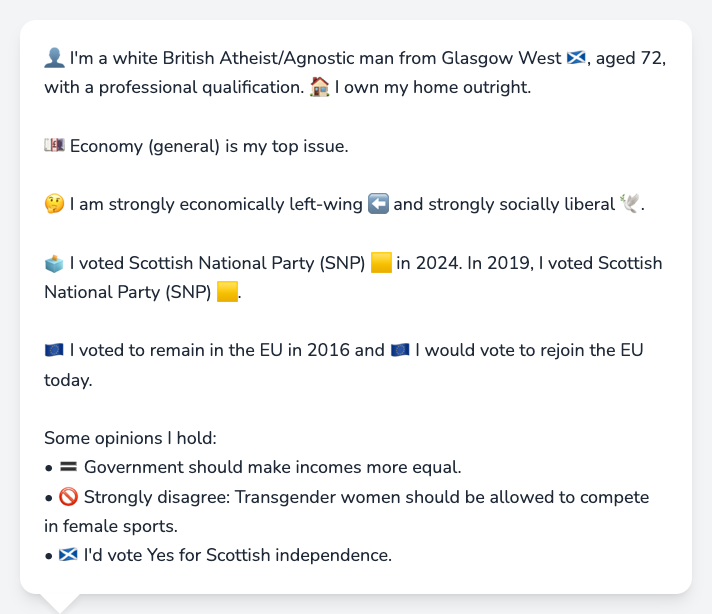 👤 I'm a white British Atheist/Agnostic man from Glasgow West 🏴󠁧󠁢󠁳󠁣󠁴󠁿, aged 72,
with a professional qualification. 🏠 I own my home outright.
💷 Economy (general) is my top issue.
🤔 I am strongly economically left-wing ⬅️ and strongly socially liberal 🕊️.
🗳️ I voted Scottish National Party (SNP) 🟨 in 2024. In 2019, I voted Scottish
National Party (SNP) 🟨.
🇪🇺 I voted to remain in the EU in 2016 and 🇪🇺 I would vote to rejoin the EU
today.
Some opinions I hold:
• 🟰 Government should make incomes more equal.
• 🚫 Strongly disagree: Transgender women should be allowed to compete
in female sports.
• 🏴󠁧󠁢󠁳󠁣󠁴󠁿 I'd vote Yes for Scottish independence.